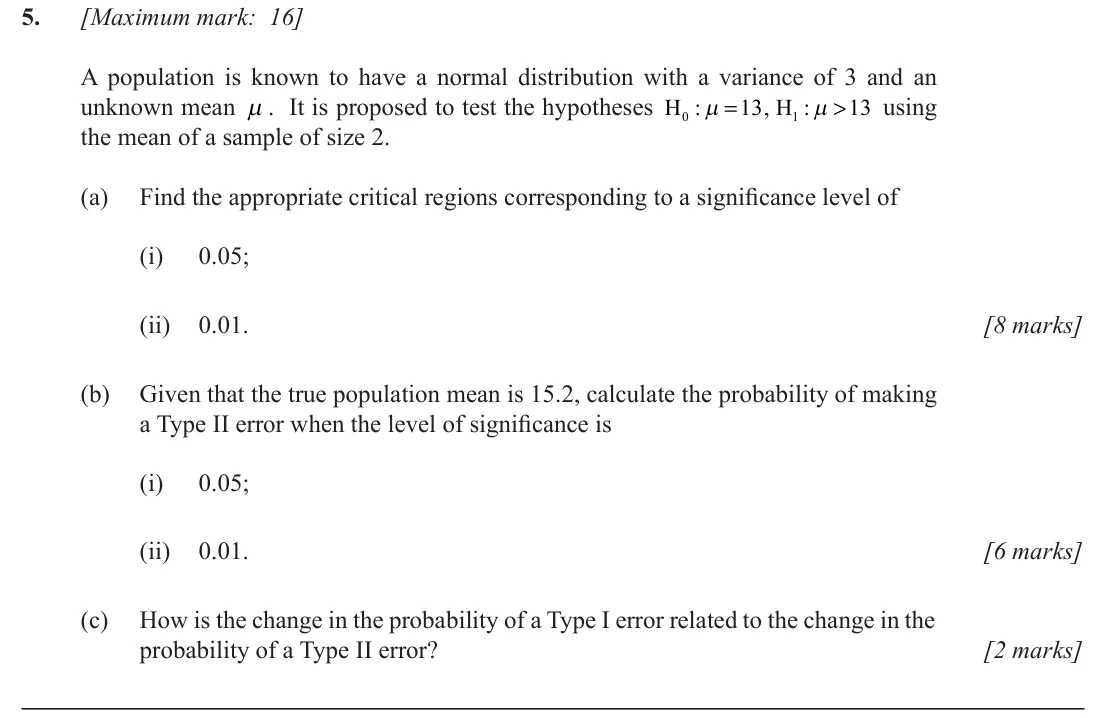 5. [Maximum mark: 16]
A population is known to have a normal distribution with a variance of 3 and an
unknown mean μ . It is proposed to test the hypotheses H₀ : μ = 13, H₁ : μ > 13 using
the mean of a sample of size 2.
(a) Find the appropriate critical regions corresponding to a significance level of
(i) 0.05;
(ii) 0.01. [8 marks]
(b) Given that the true population mean is 15.2, calculate the probability of making
a Type II error when the level of significance is
(i) 0.05;
(ii) 0.01. [6 marks]
(c) How is the change in the probability of a Type I error related to the change in the
probability of a Type II error? [2 marks]